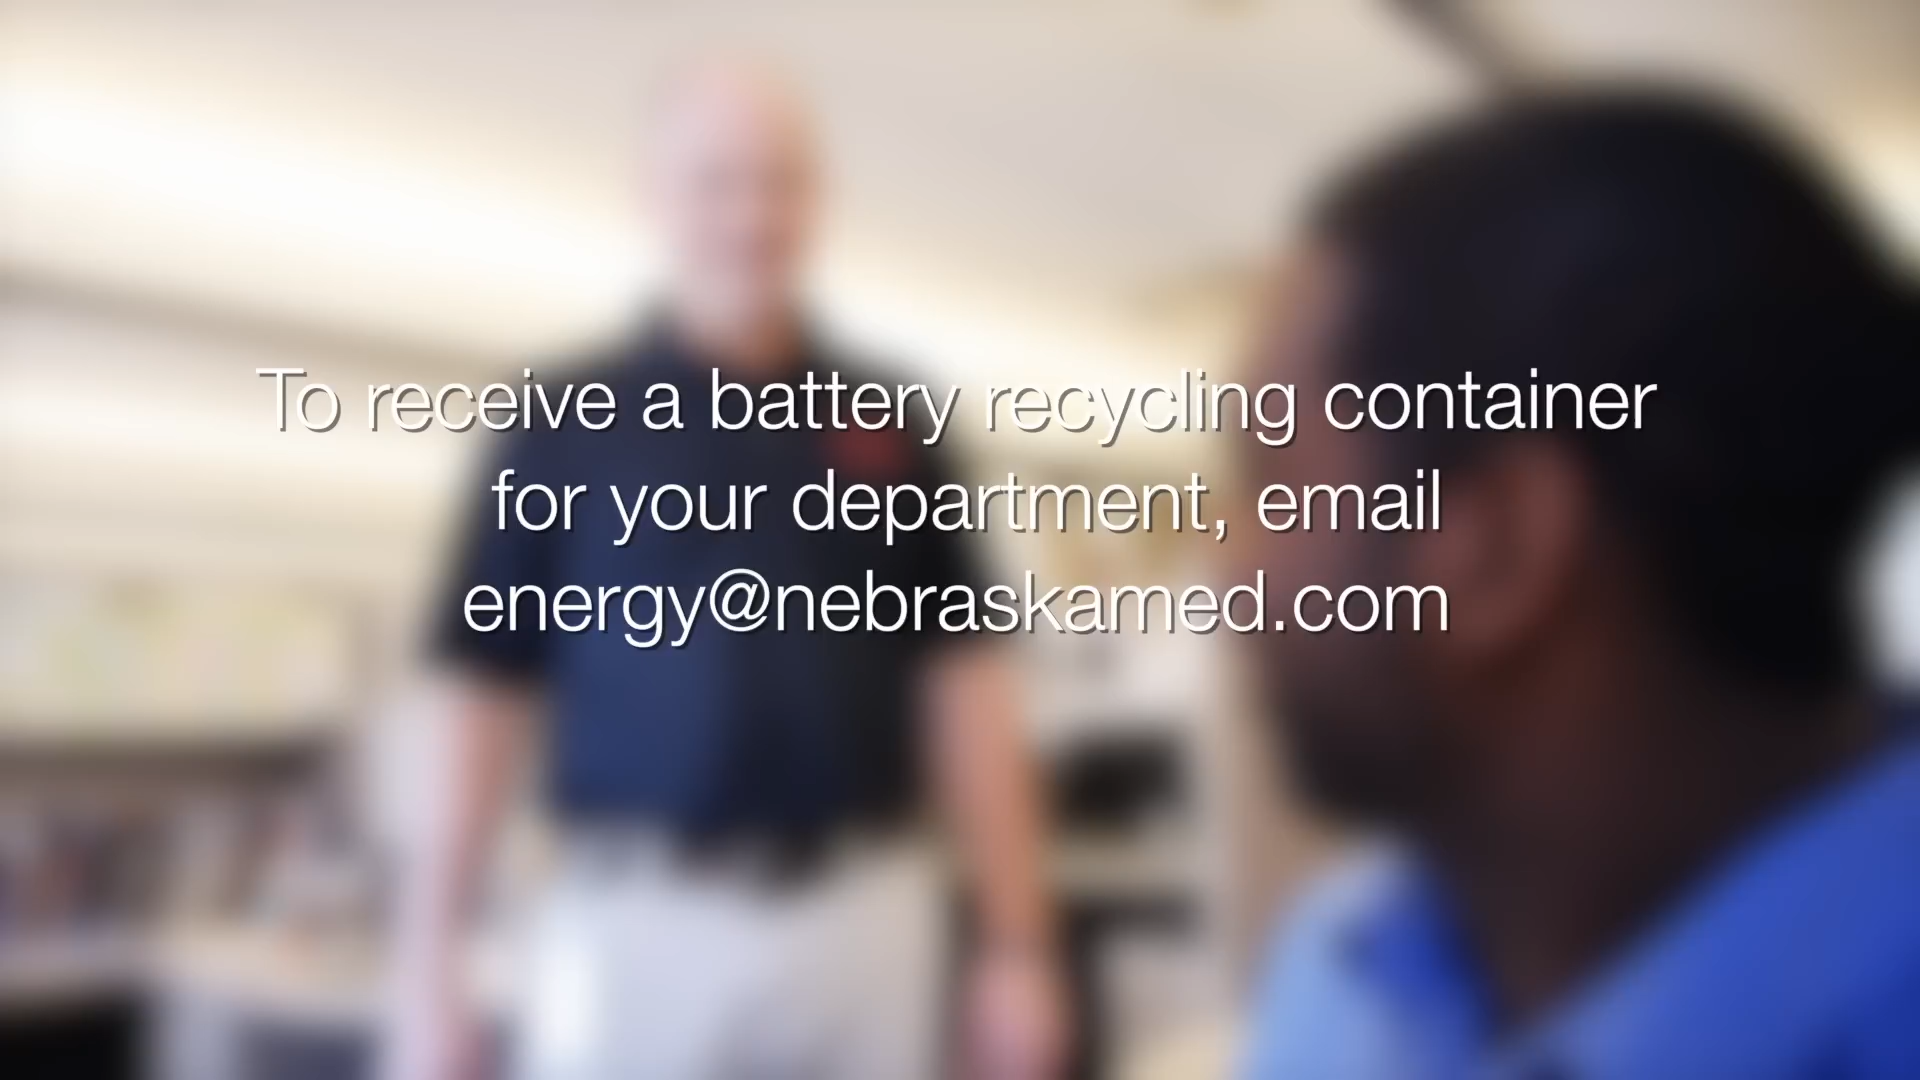 To receive a battery recycling container
for your department, email
energy@nebraskamed.com